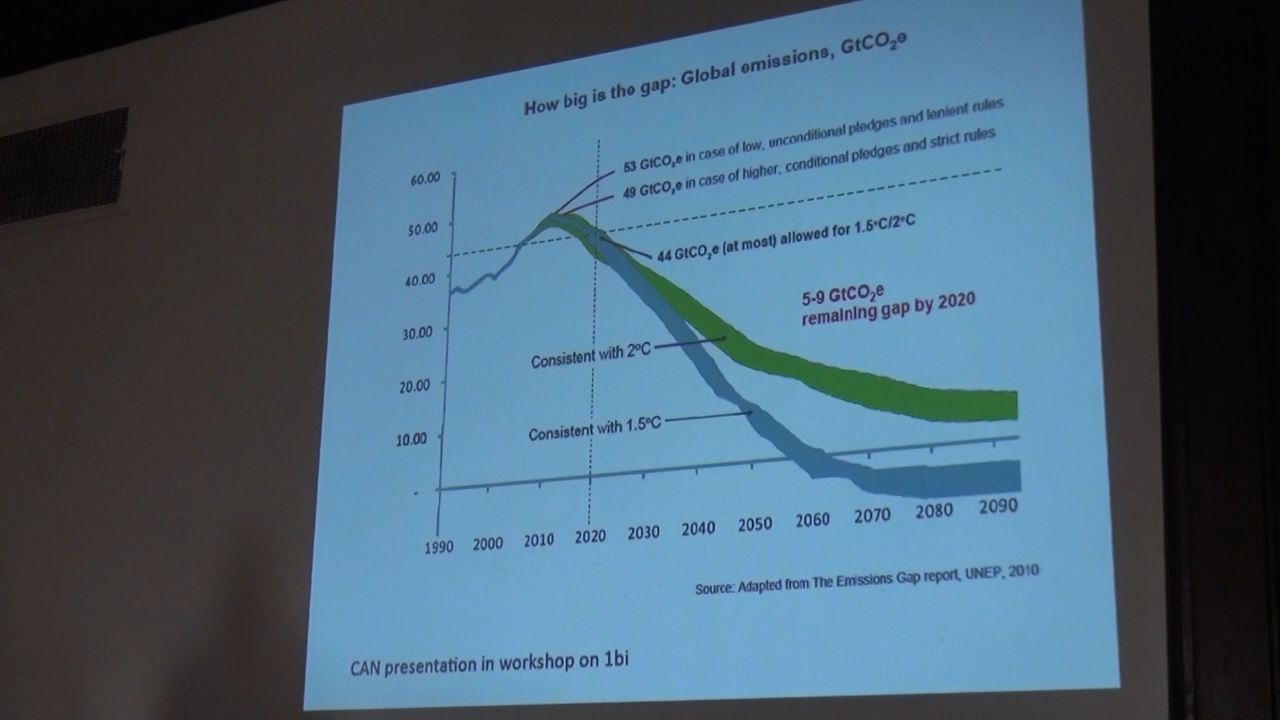 How big is the gap: Global emissions, GtCO₂e
53 GtCO₂e in case of low, unconditional pledges and lenient rules
49 GtCO₂e in case of higher, conditional pledges and strict rules
60.00
50.00
44 GtCO₂e (at most) allowed for 1.5ºC/2ºC
40.00
5-9 GtCO₂e
remaining gap by 2020
30.00
Consistent with 2ºC
20.00
Consistent with 1.5ºC
10.00
-
1990 2000 2010 2020 2030 2040 2050 2060 2070 2080 2090
Source: Adapted from The Emissions Gap report, UNEP, 2010
CAN presentation in workshop on 1bi